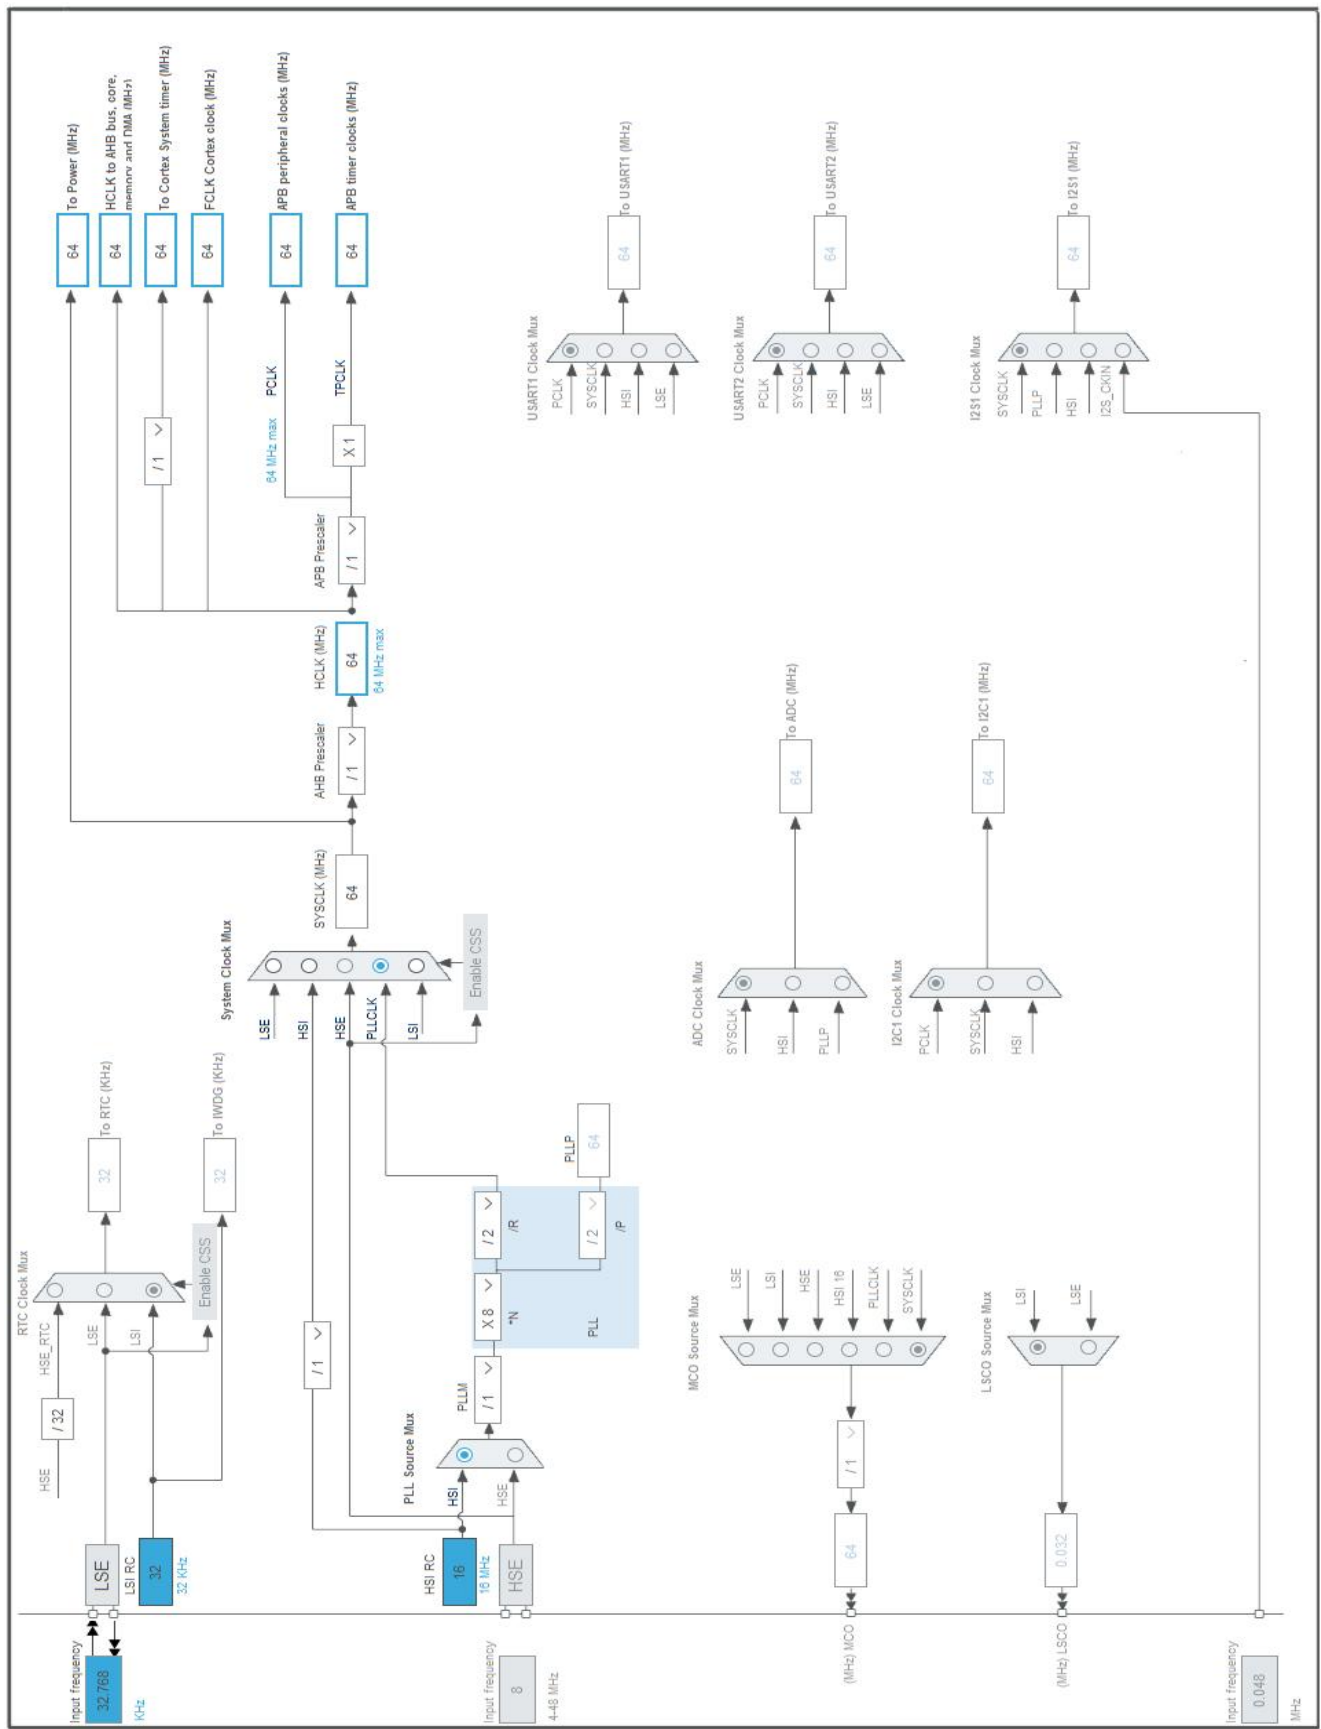 RTC Clock Mux
HSE
/ 32
HSE_RTC
LSE
LSI
32
To RTC (KHz)
Enable CSS
32
To IWDG (KHz)
Input frequency
32.768
KHz
LSE
LSI RC
32
32 KHz
System Clock Mux
LSE
HSI
HSE
PLLCLK
LSI
Enable CSS
/ 1
PLL Source Mux
HSI RC
16
16 MHz
HSI
HSE
HSE
Input frequency
8
4-48 MHz
PLLM
/ 1
X 8
*N
/ 2
/R
/ 2
/P
PLL
PLLP
64
SYSCLK (MHz)
64
AHB Prescaler
/ 1
HCLK (MHz)
64
64 MHz max
APB Prescaler
/ 1
/ 1
64 MHz max
PCLK
X 1
TPCLK
64
To Power (MHz)
64
HCLK to AHB bus, core,
memory and DMA (MHz)
64
To Cortex System timer (MHz)
64
FCLK Cortex clock (MHz)
64
APB peripheral clocks (MHz)
64
APB timer clocks (MHz)
USART1 Clock Mux
PCLK
SYSCLK
HSI
LSE
64
To USART1 (MHz)
USART2 Clock Mux
PCLK
SYSCLK
HSI
LSE
64
To USART2 (MHz)
I2S1 Clock Mux
SYSCLK
PLLP
HSI
I2S_CKIN
64
To I2S1 (MHz)
ADC Clock Mux
SYSCLK
HSI
PLLP
64
To ADC (MHz)
I2C1 Clock Mux
PCLK
SYSCLK
HSI
64
To I2C1 (MHz)
MCO Source Mux
LSE
LSI
HSE
HSI 16
PLLCLK
SYSCLK
/ 1
64
(MHz) MCO
LSCO Source Mux
LSI
LSE
0.032
(MHz) LSCO
Input frequency
0.048
MHz